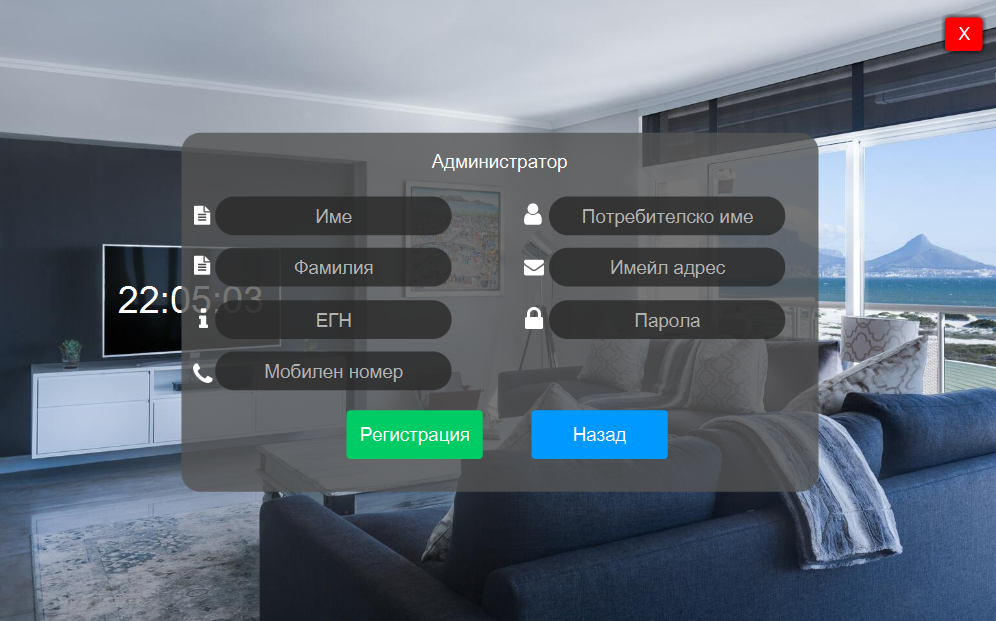 X
Администратор
Име
Потребителско име
Фамилия
Имейл адрес
22:05:03
ЕГН
Парола
Мобилен номер
Регистрация
Назад